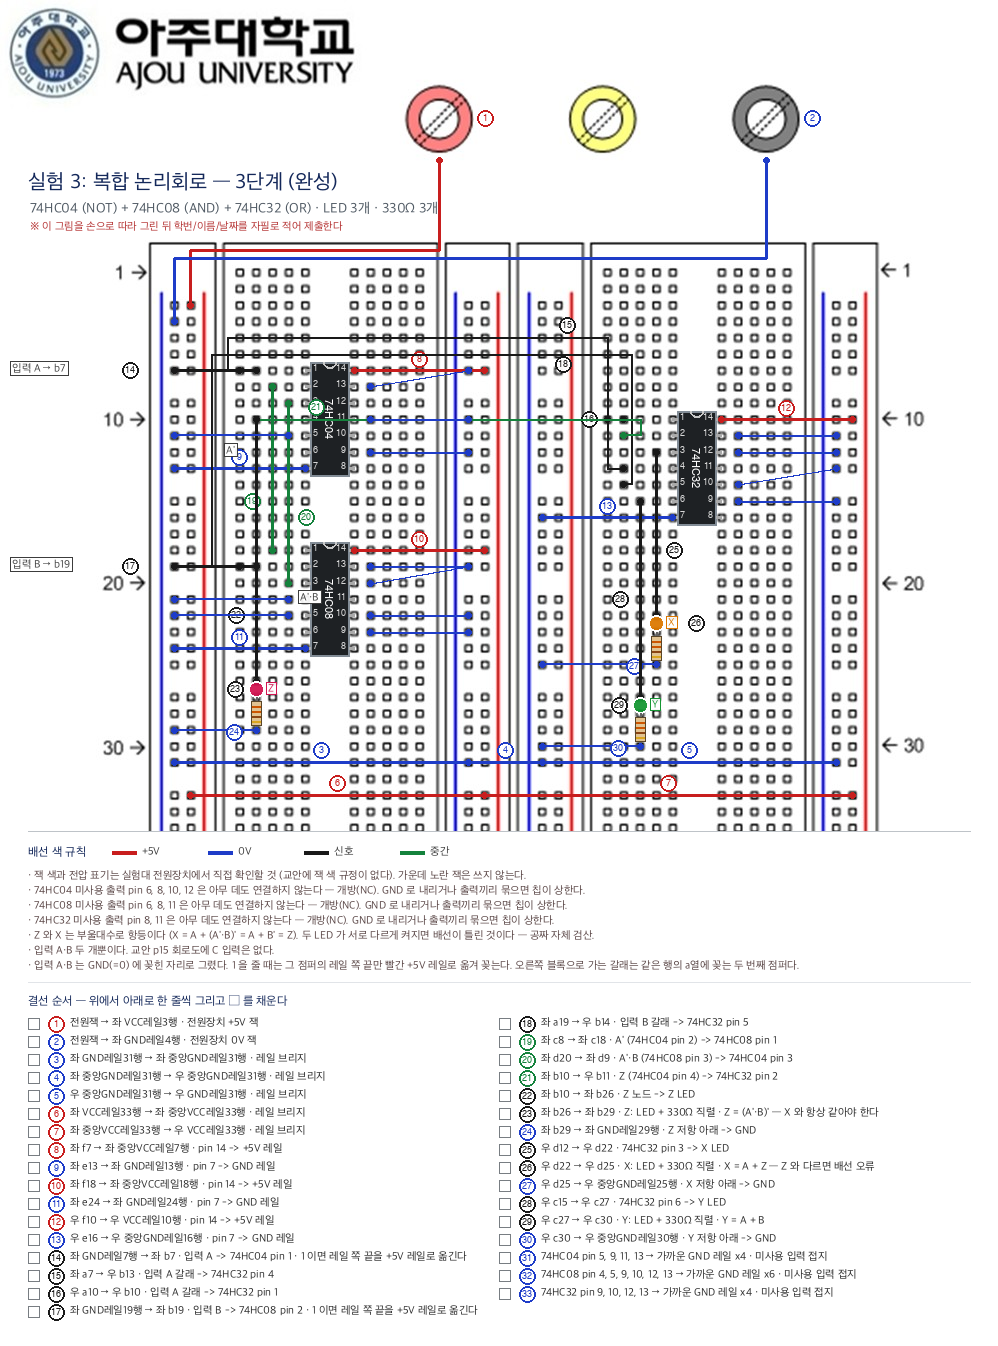 아주대학교
AJOU UNIVERSITY
1973
1
2
실험 3: 복합 논리회로 — 3단계 (완성)
74HC04 (NOT) + 74HC08 (AND) + 74HC32 (OR) · LED 3개 · 330Ω 3개
※ 이 그림을 손으로 따라 그린 뒤 학번/이름/날짜를 자필로 적어 제출한다
1 →
← 1
입력 A → b7
입력 B → b19
10 →
← 10
20 →
← 20
30 →
← 30
74HC04
74HC08
74HC32
A'
A'·B
X
Y
Z
배선 색 규칙 +5V 0V 신호 중간
· 잭 색과 전압 표기는 실험대 전원장치에서 직접 확인할 것 (교안에 잭 색 규정이 없다). 가운데 노란 잭은 쓰지 않는다.
· 74HC04 미사용 출력 pin 6, 8, 10, 12 은 아무 데도 연결하지 않는다 — 개방(NC). GND 로 내리거나 출력끼리 묶으면 칩이 상한다.
· 74HC08 미사용 출력 pin 6, 8, 11 은 아무 데도 연결하지 않는다 — 개방(NC). GND 로 내리거나 출력끼리 묶으면 칩이 상한다.
· 74HC32 미사용 출력 pin 8, 11 은 아무 데도 연결하지 않는다 — 개방(NC). GND 로 내리거나 출력끼리 묶으면 칩이 상한다.
· Z 와 X 는 부울대수로 항등이다 (X = A + (A'·B)' = A + B' = Z). 두 LED 가 서로 다르게 켜지면 배선이 틀린 것이다 — 공짜 자체 검산.
· 입력 A·B 두 개뿐이다. 교안 p15 회로도에 C 입력은 없다.
· 입력 A·B 는 GND(=0) 에 꽂힌 자리로 그렸다. 1 을 줄 때는 그 점퍼의 레일 쪽 끝만 빨간 +5V 레일로 옮겨 꽂는다. 오른쪽 블록으로 가는 갈래는 같은 행의 a열에 꽂는 두 번째 점퍼다.
결선 순서 — 위에서 아래로 한 줄씩 그리고 □ 를 채운다
1 전원잭 → 좌 VCC레일3행 · 전원장치 +5V 잭
2 전원잭 → 좌 GND레일4행 · 전원장치 0V 잭
3 좌 GND레일31행 → 좌 중앙GND레일31행 · 레일 브리지
4 좌 중앙GND레일31행 → 우 중앙GND레일31행 · 레일 브리지
5 우 중앙GND레일31행 → 우 GND레일31행 · 레일 브리지
6 좌 VCC레일33행 → 좌 중앙VCC레일33행 · 레일 브리지
7 좌 중앙VCC레일33행 → 우 VCC레일33행 · 레일 브리지
8 좌 f7 → 좌 중앙VCC레일7행 · pin 14 -> +5V 레일
9 좌 e13 → 좌 GND레일13행 · pin 7 -> GND 레일
10 좌 f18 → 좌 중앙VCC레일18행 · pin 14 -> +5V 레일
11 좌 e24 → 좌 GND레일24행 · pin 7 -> GND 레일
12 우 f10 → 우 VCC레일10행 · pin 14 -> +5V 레일
13 우 e16 → 우 중앙GND레일16행 · pin 7 -> GND 레일
14 좌 GND레일7행 → 좌 b7 · 입력 A -> 74HC04 pin 1 · 1 이면 레일 쪽 끝을 +5V 레일로 옮긴다
15 좌 a7 → 우 b13 · 입력 A 갈래 -> 74HC32 pin 4
16 우 a10 → 우 b10 · 입력 A 갈래 -> 74HC32 pin 1
17 좌 GND레일19행 → 좌 b19 · 입력 B -> 74HC08 pin 2 · 1 이면 레일 쪽 끝을 +5V 레일로 옮긴다
18 좌 a19 → 우 b14 · 입력 B 갈래 -> 74HC32 pin 5
19 좌 c8 → 좌 c18 · A' (74HC04 pin 2) -> 74HC08 pin 1
20 좌 d20 → 좌 d9 · A'·B (74HC08 pin 3) -> 74HC04 pin 3
21 좌 b10 → 우 b11 · Z (74HC04 pin 4) -> 74HC32 pin 2
22 좌 b10 → 좌 b26 · Z 노드 -> Z LED
23 좌 b26 → 좌 b29 · Z: LED + 330Ω 직렬 · Z = (A'·B)' — X 와 항상 같아야 한다
24 좌 b29 → 좌 GND레일29행 · Z 저항 아래 -> GND
25 우 d12 → 우 d22 · 74HC32 pin 3 -> X LED
26 우 d22 → 우 d25 · X: LED + 330Ω 직렬 · X = A + Z — Z 와 다르면 배선 오류
27 우 d25 → 우 중앙GND레일25행 · X 저항 아래 -> GND
28 우 c15 → 우 c27 · 74HC32 pin 6 -> Y LED
29 우 c27 → 우 c30 · Y: LED + 330Ω 직렬 · Y = A + B
30 우 c30 → 우 중앙GND레일30행 · Y 저항 아래 -> GND
31 74HC04 pin 5, 9, 11, 13 → 가까운 GND 레일 x4 · 미사용 입력 접지
32 74HC08 pin 4, 5, 9, 10, 12, 13 → 가까운 GND 레일 x6 · 미사용 입력 접지
33 74HC32 pin 9, 10, 12, 13 → 가까운 GND 레일 x4 · 미사용 입력 접지